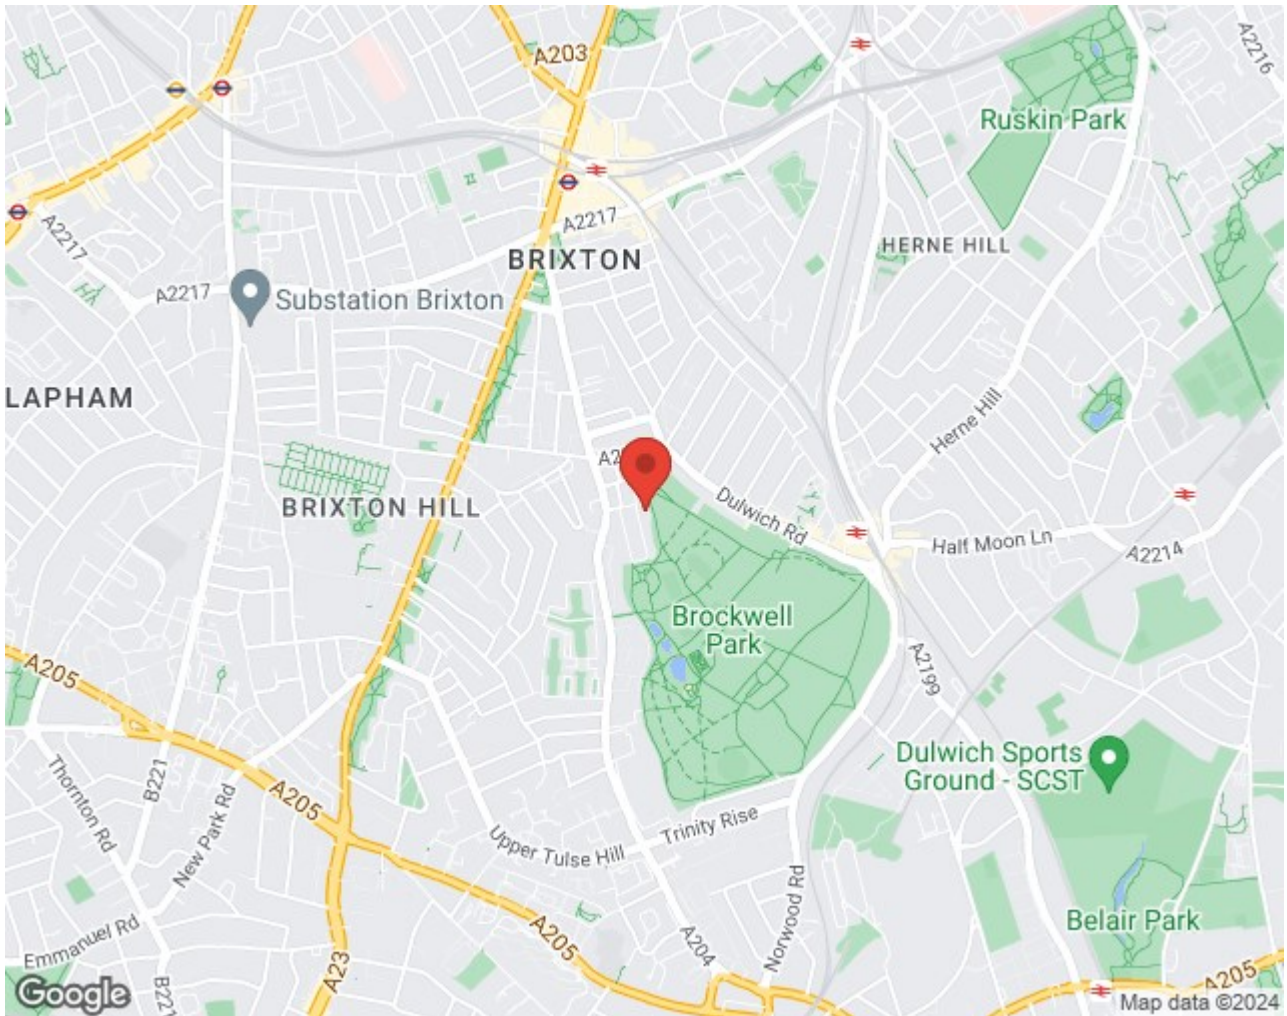 A203
A2216
Ruskin Park
A2217
A2217
HERNE HILL
BRIXTON
A2217
Substation Brixton
LAPHAM
Herne Hill
BRIXTON HILL
Dulwich Rd
Half Moon Ln
A2214
Brockwell
Park
A205
A2199
Dulwich Sports
Ground - SCST
B221
Thornton Rd
New Park Rd
A205
Upper Tulse Hill
Trinity Rise
Norwood Rd
Belair Park
Emmanuel Rd
A205
A204
A23
B221
A205
Google
Map data ©2024